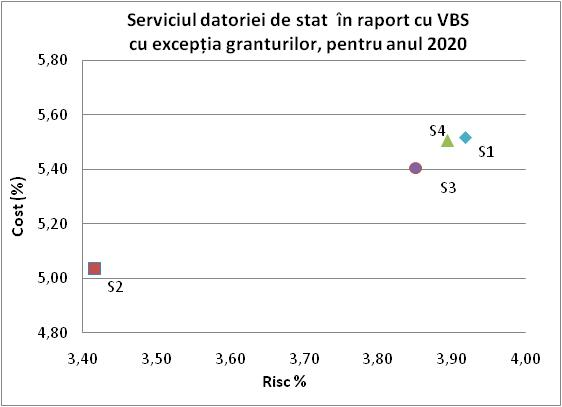 Serviciul datoriei de stat în raport cu VBS
cu excepția granturilor, pentru anul 2020
5,80
5,60
5,40
5,20
5,00
4,80
Cost (%)
S4
S1
S3
S2
3,40
3,50
3,60
3,70
3,80
3,90
4,00
Risc %